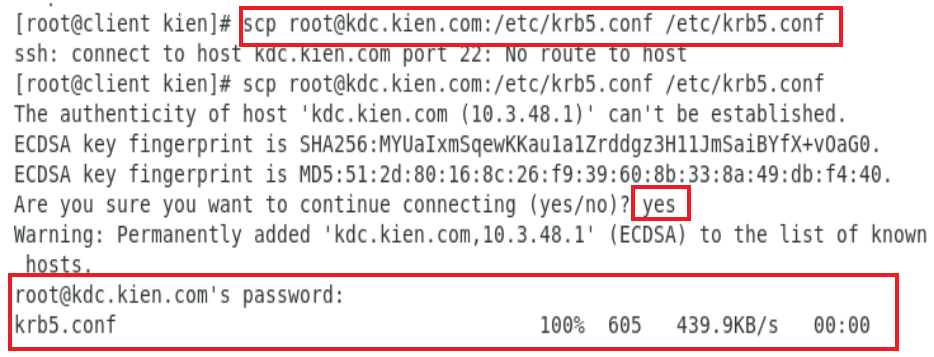 [root@client kien]# scp root@kdc.kien.com:/etc/krb5.conf /etc/krb5.conf
ssh: connect to host kdc.kien.com port 22: No route to host
[root@client kien]# scp root@kdc.kien.com:/etc/krb5.conf /etc/krb5.conf
The authenticity of host 'kdc.kien.com (10.3.48.1)' can't be established.
ECDSA key fingerprint is SHA256:MYUaIxmSqewKKau1a1Zrddgz3H11JmSaiBYfX+vOaG0.
ECDSA key fingerprint is MD5:51:2d:80:16:8c:26:f9:39:60:8b:33:8a:49:db:f4:40.
Are you sure you want to continue connecting (yes/no)? yes
Warning: Permanently added 'kdc.kien.com,10.3.48.1' (ECDSA) to the list of known
hosts.
root@kdc.kien.com's password:
krb5.conf 100% 605 439.9KB/s 00:00